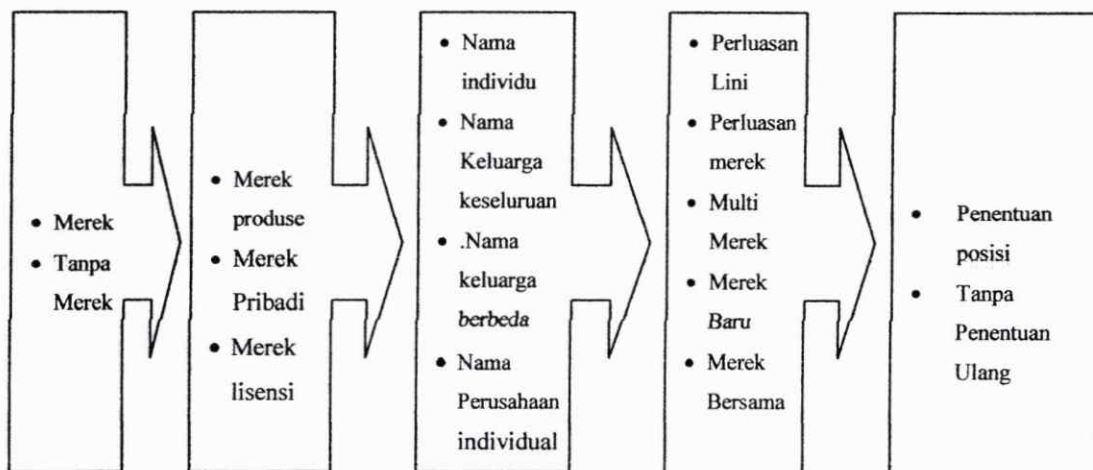 • Merek
• Tanpa
Merek
• Merek
produse
• Merek
Pribadi
• Merek
lisensi
• Nama
individu
• Nama
Keluarga
keseluruan
• .Nama
keluarga
berbeda
• Nama
Perusahaan
individual
• Perluasan
Lini
• Perluasan
merek
• Multi
Merek
• Merek
Baru
• Merek
Bersama
• Penentuan
posisi
• Tanpa
Penentuan
Ulang